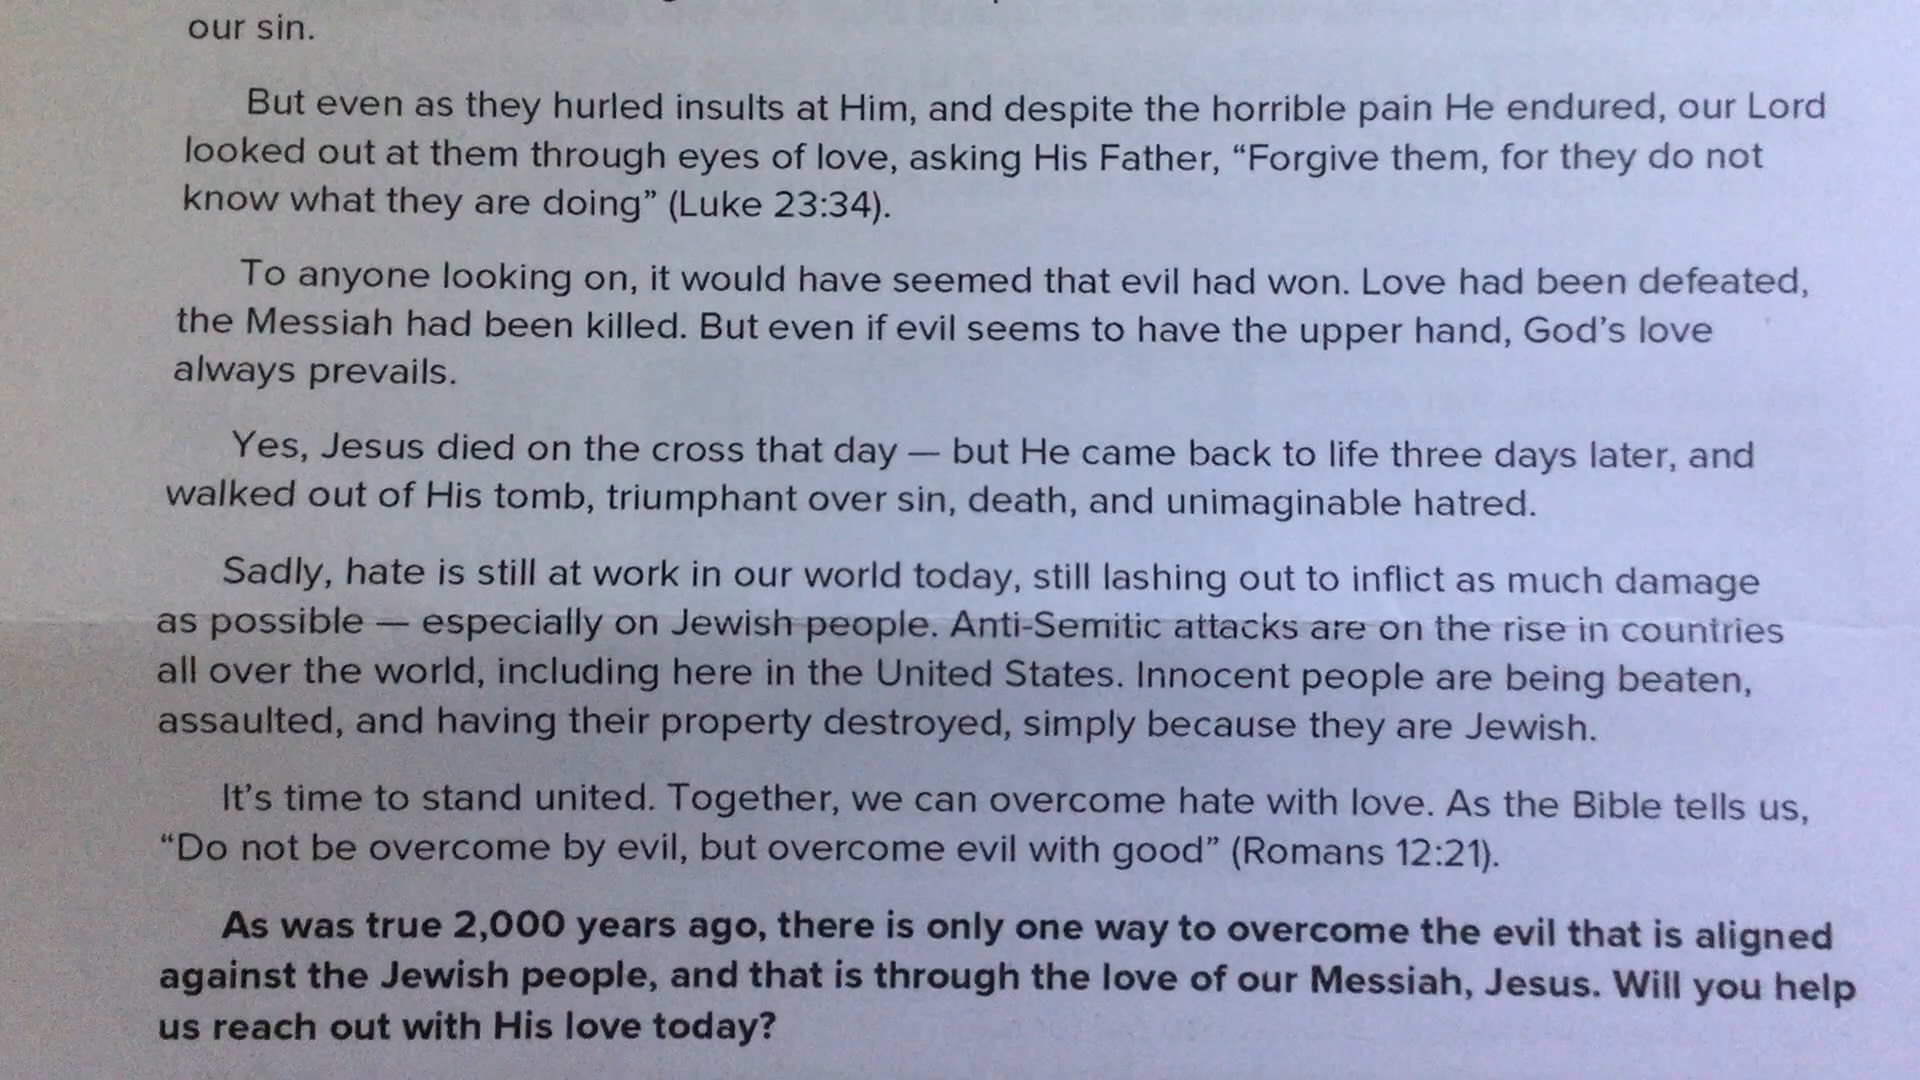 our sin.
But even as they hurled insults at Him, and despite the horrible pain He endured, our Lord
looked out at them through eyes of love, asking His Father, “Forgive them, for they do not
know what they are doing” (Luke 23:34).
To anyone looking on, it would have seemed that evil had won. Love had been defeated,
the Messiah had been killed. But even if evil seems to have the upper hand, God’s love
always prevails.
Yes, Jesus died on the cross that day — but He came back to life three days later, and
walked out of His tomb, triumphant over sin, death, and unimaginable hatred.
Sadly, hate is still at work in our world today, still lashing out to inflict as much damage
as possible — especially on Jewish people. Anti-Semitic attacks are on the rise in countries
all over the world, including here in the United States. Innocent people are being beaten,
assaulted, and having their property destroyed, simply because they are Jewish.
It’s time to stand united. Together, we can overcome hate with love. As the Bible tells us,
“Do not be overcome by evil, but overcome evil with good” (Romans 12:21).
As was true 2,000 years ago, there is only one way to overcome the evil that is aligned
against the Jewish people, and that is through the love of our Messiah, Jesus. Will you help
us reach out with His love today?